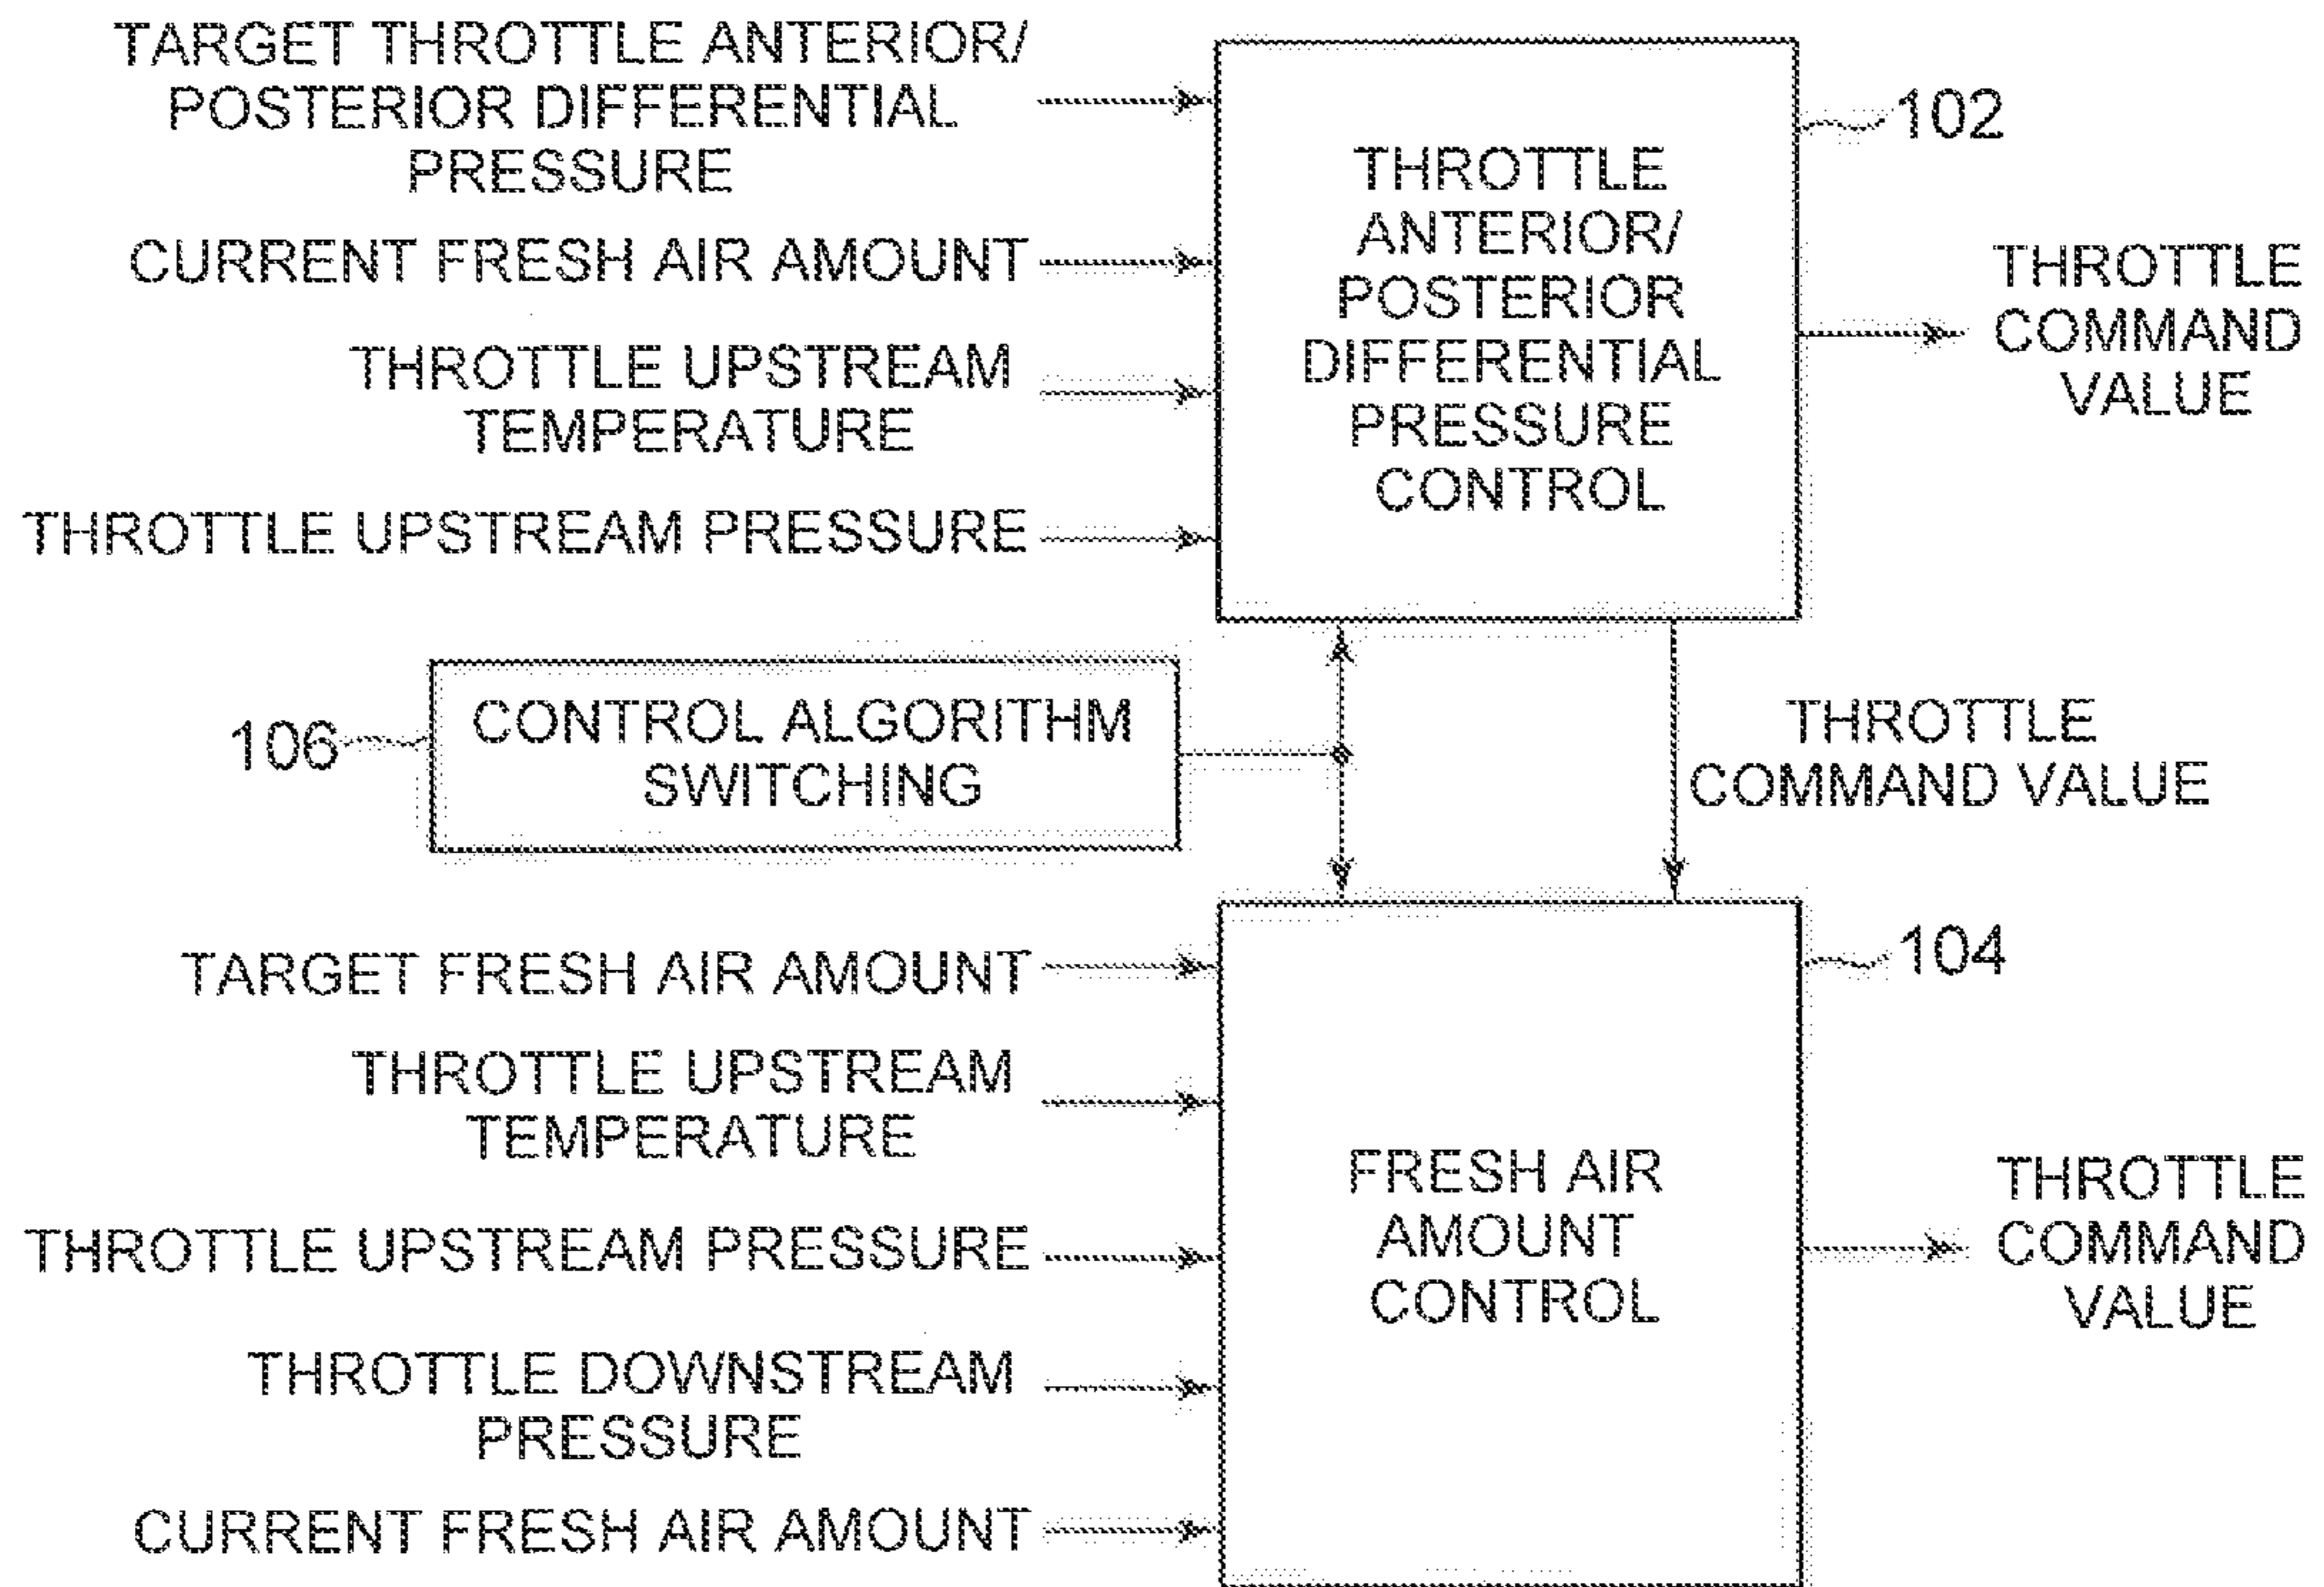 TARGET THROTTLE ANTERIOR/
POSTERIOR DIFFERENTIAL
PRESSURE
CURRENT FRESH AIR AMOUNT
THROTTLE UPSTREAM
TEMPERATURE
THROTTLE UPSTREAM PRESSURE
THROTTLE
ANTERIOR/
POSTERIOR
DIFFERENTIAL
PRESSURE
CONTROL
102
THROTTLE
COMMAND
VALUE
106
CONTROL ALGORITHM
SWITCHING
THROTTLE
COMMAND VALUE
TARGET FRESH AIR AMOUNT
THROTTLE UPSTREAM
TEMPERATURE
THROTTLE UPSTREAM PRESSURE
THROTTLE DOWNSTREAM
PRESSURE
CURRENT FRESH AIR AMOUNT
FRESH AIR
AMOUNT
CONTROL
104
THROTTLE
COMMAND
VALUE